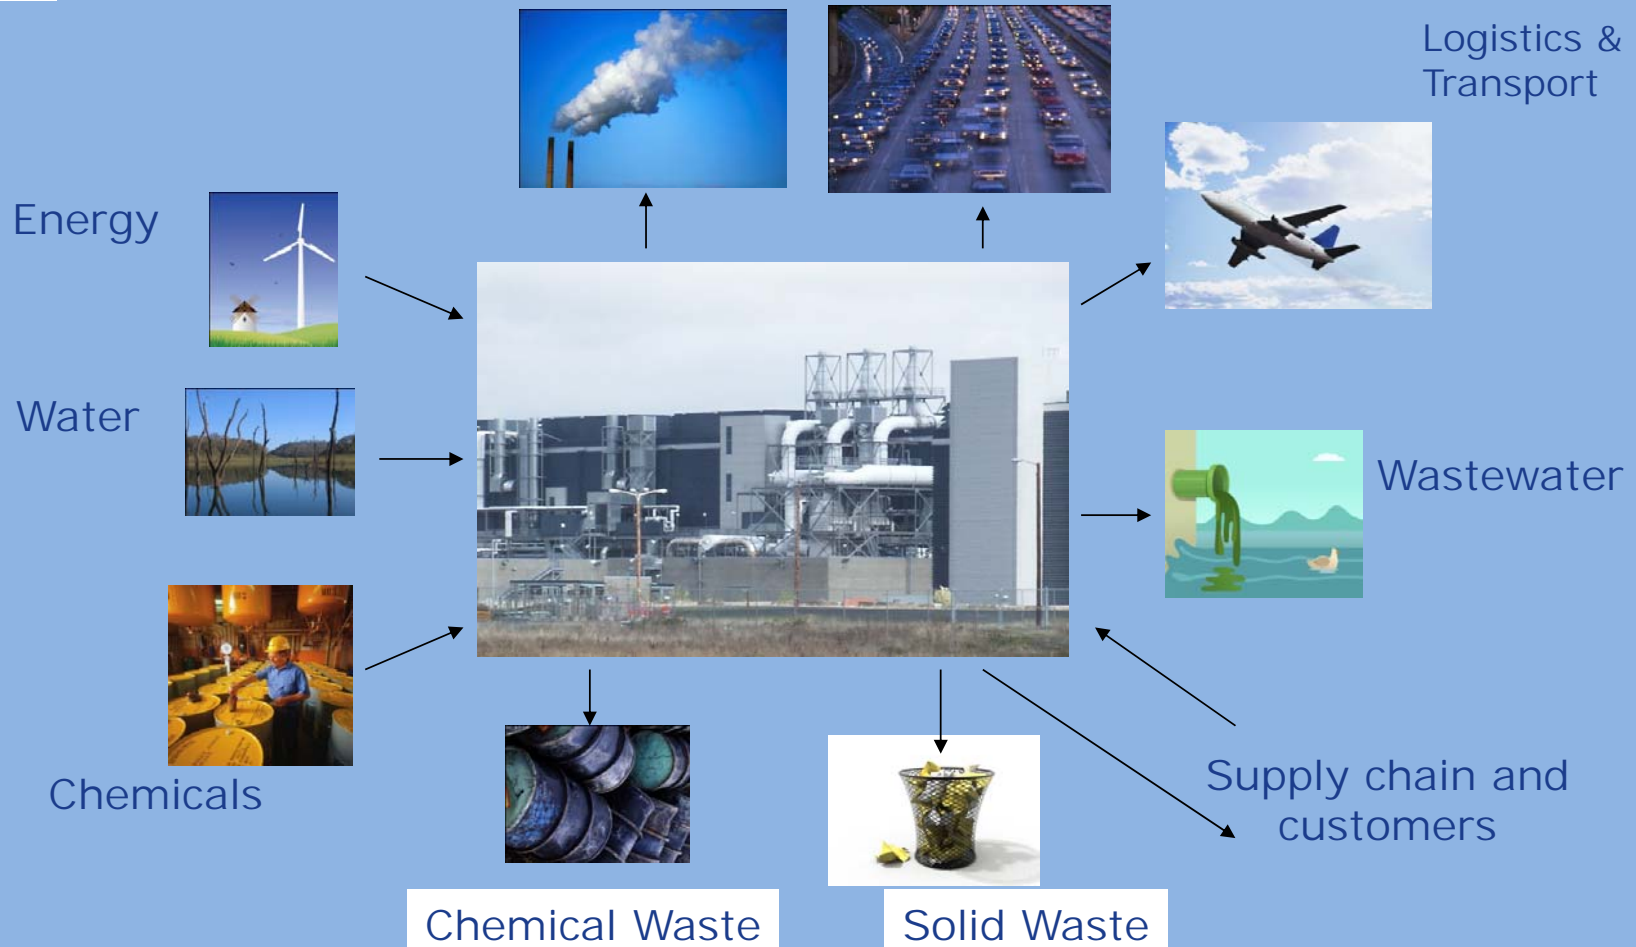 Logistics &
Transport
Energy
Water
Wastewater
Chemicals
Supply chain and
customers
Chemical Waste
Solid Waste